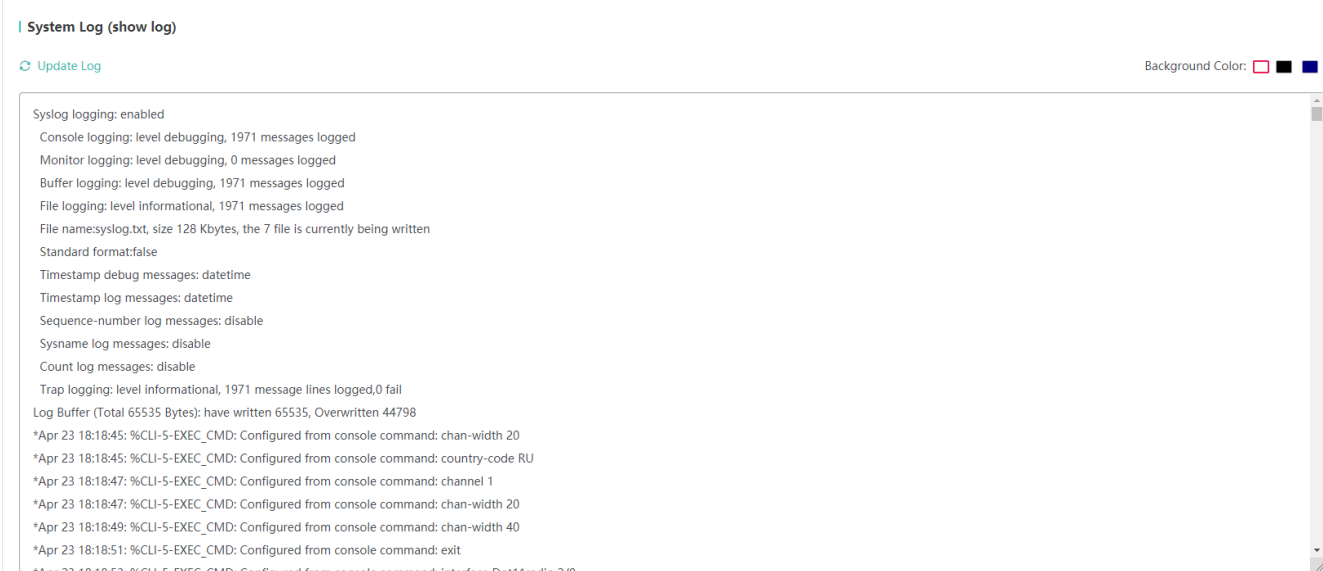 System Log (show log)
Update Log
Background Color:
Syslog logging: enabled
Console logging: level debugging, 1971 messages logged
Monitor logging: level debugging, 0 messages logged
Buffer logging: level debugging, 1971 messages logged
File logging: level informational, 1971 messages logged
File name:syslog.txt, size 128 Kbytes, the 7 file is currently being written
Standard format:false
Timestamp debug messages: datetime
Timestamp log messages: datetime
Sequence-number log messages: disable
Sysname log messages: disable
Count log messages: disable
Trap logging: level informational, 1971 message lines logged,0 fail
Log Buffer (Total 65535 Bytes): have written 65535, Overwritten 44798
*Apr 23 18:18:45: %CLI-5-EXEC_CMD: Configured from console command: chan-width 20
*Apr 23 18:18:45: %CLI-5-EXEC_CMD: Configured from console command: country-code RU
*Apr 23 18:18:47: %CLI-5-EXEC_CMD: Configured from console command: channel 1
*Apr 23 18:18:47: %CLI-5-EXEC_CMD: Configured from console command: chan-width 20
*Apr 23 18:18:49: %CLI-5-EXEC_CMD: Configured from console command: chan-width 40
*Apr 23 18:18:51: %CLI-5-EXEC_CMD: Configured from console command: exit